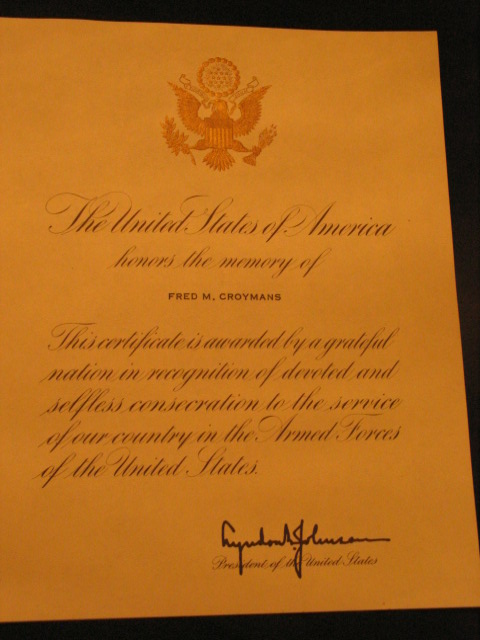 The United States of America
honors the memory of
FRED M. CROYMANS
This certificate is awarded by a grateful
nation in recognition of devoted and
selfless consecration to the service
of our country in the Armed Forces
of the United States.
Lyndon B. Johnson
President of the United States